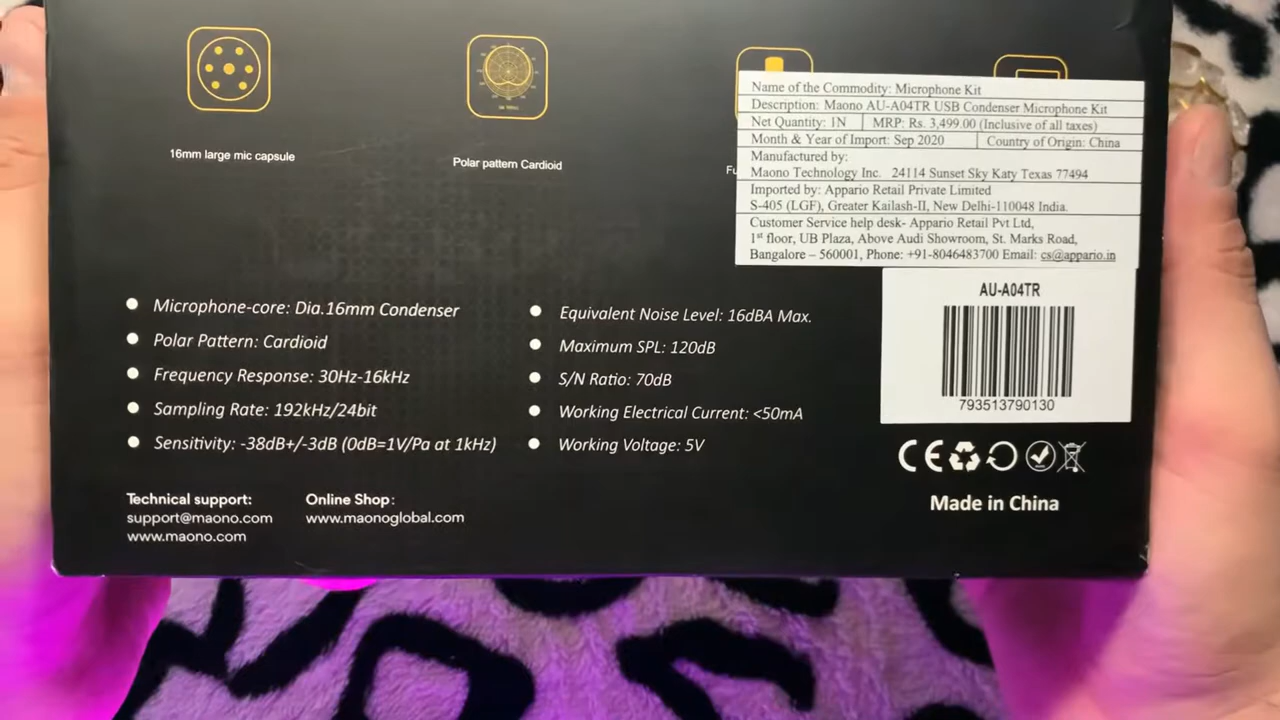 16mm large mic capsule
Polar pattern Cardioid
Name of the Commodity: Microphone Kit
Description: Maono AU-A04TR USB Condenser Microphone Kit
Net Quantity: 1N MRP: Rs. 3,499.00 (Inclusive of all taxes)
Month & Year of Import: Sep 2020 Country of Origin: China
Manufactured by:
Maono Technology Inc. 24114 Sunset Sky Katy Texas 77494
Imported by: Appario Retail Private Limited
S-405 (LGF), Greater Kailash-II, New Delhi-110048 India.
Customer Service help desk- Appario Retail Pvt Ltd,
1st floor, UB Plaza, Above Audi Showroom, St. Marks Road,
Bangalore – 560001, Phone: +91-8046483700 Email: cs@appario.in
Microphone-core: Dia.16mm Condenser
Polar Pattern: Cardioid
Frequency Response: 30Hz-16kHz
Sampling Rate: 192kHz/24bit
Sensitivity: -38dB+/-3dB (0dB=1V/Pa at 1kHz)
Equivalent Noise Level: 16dBA Max.
Maximum SPL: 120dB
S/N Ratio: 70dB
Working Electrical Current: <50mA
Working Voltage: 5V
AU-A04TR
793513790130
CE
Made in China
Technical support:
support@maono.com
www.maono.com
Online Shop:
www.maonoglobal.com